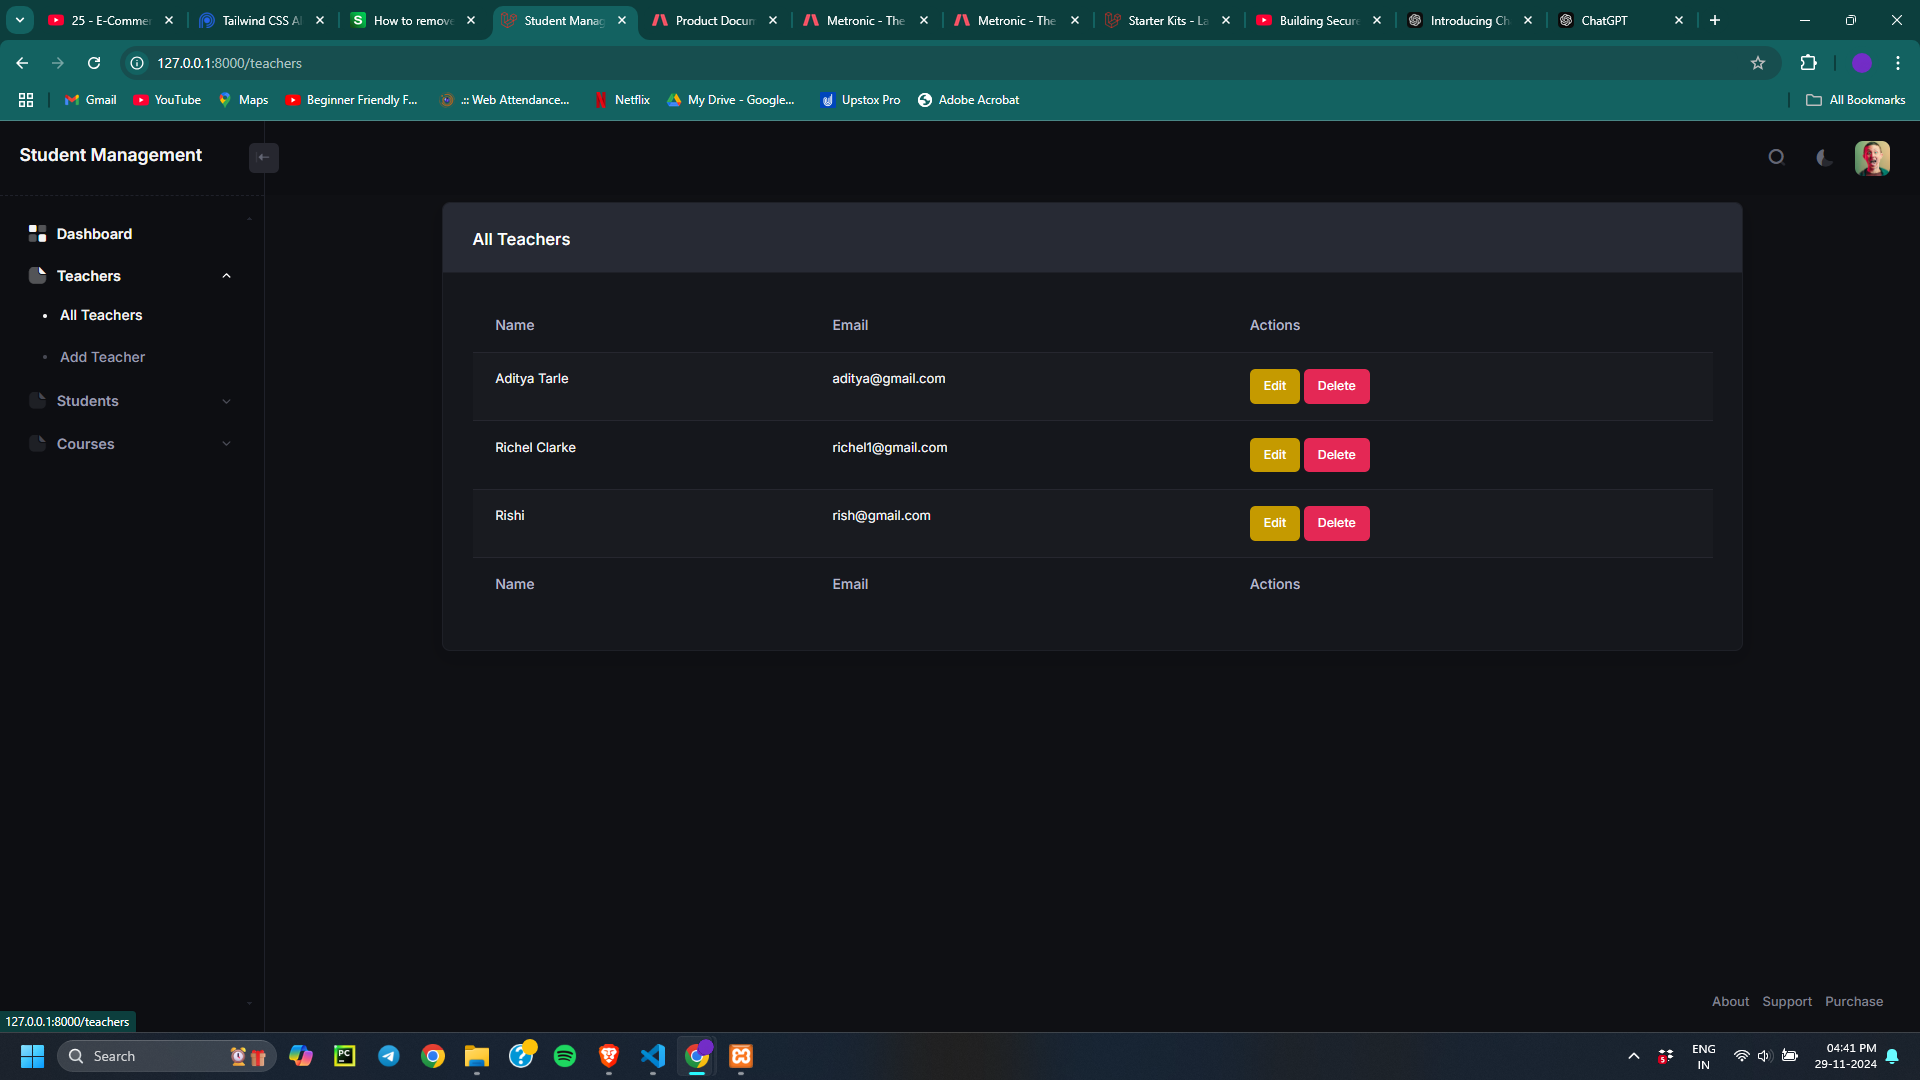 25 - E-Commer
Tailwind CSS Al
How to remove
Student Manag
Product Docum
Metronic - The
Metronic - The
Starter Kits - La
Building Secure
Introducing Ch
ChatGPT
127.0.0.1:8000/teachers
Gmail
YouTube
Maps
Beginner Friendly F...
.:: Web Attendance...
Netflix
My Drive - Google...
Upstox Pro
Adobe Acrobat
All Bookmarks
Student Management
Dashboard
Teachers
All Teachers
Add Teacher
Students
Courses
All Teachers
Name Email Actions
Aditya Tarle aditya@gmail.com Edit Delete
Richel Clarke richel1@gmail.com Edit Delete
Rishi rish@gmail.com Edit Delete
Name Email Actions
About Support Purchase
127.0.0.1:8000/teachers
Search
PC
5
ENG
IN
04:41 PM
29-11-2024